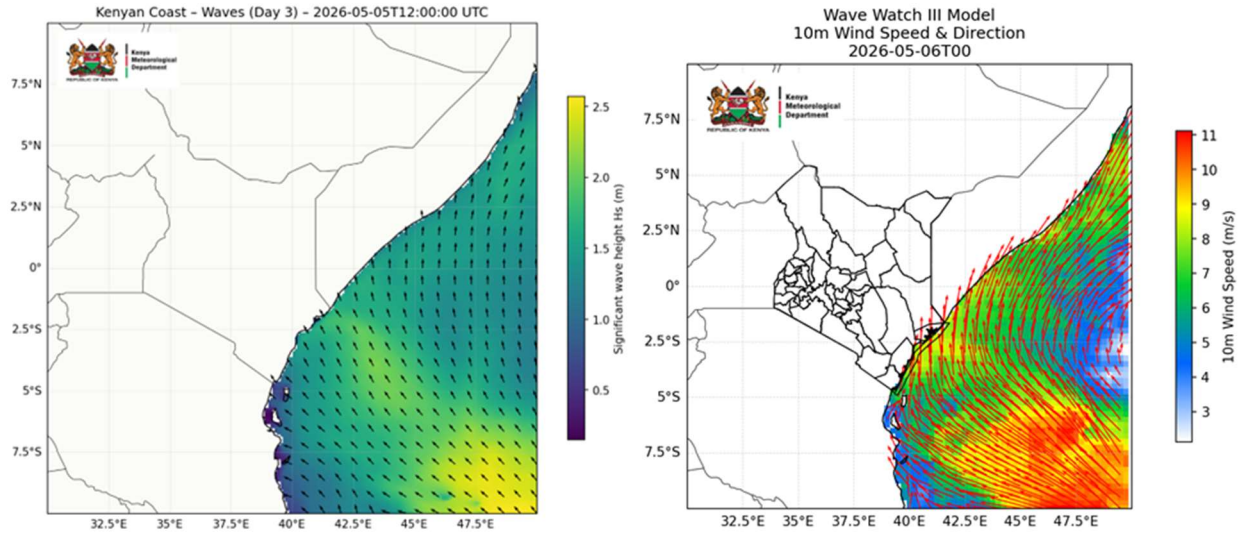 Kenyan Coast – Waves (Day 3) – 2026-05-05T12:00:00 UTC
Kenya
Meteorological
Department
REPUBLIC OF KENYA
7.5°N
5°N
2.5°N
0°
2.5°S
5°S
7.5°S
32.5°E 35°E 37.5°E 40°E 42.5°E 45°E 47.5°E
2.5
2.0
1.5
1.0
0.5
Significant wave height Hs (m)
Wave Watch III Model
10m Wind Speed & Direction
2026-05-06T00
Kenya
Meteorological
Department
REPUBLIC OF KENYA
7.5°N
5°N
2.5°N
0°
2.5°S
5°S
7.5°S
32.5°E 35°E 37.5°E 40°E 42.5°E 45°E 47.5°E
11
10
9
8
7
6
5
4
3
10m Wind Speed (m/s)